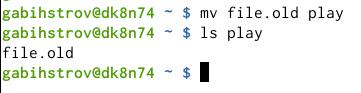 gabihstrov@dk8n74 ~ $ mv file.old play
gabihstrov@dk8n74 ~ $ ls play
file.old
gabihstrov@dk8n74 ~ $